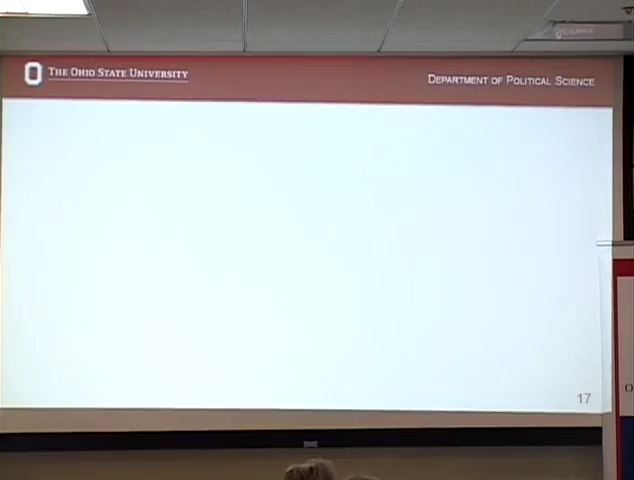 THE OHIO STATE UNIVERSITY
DEPARTMENT OF POLITICAL SCIENCE
17
O